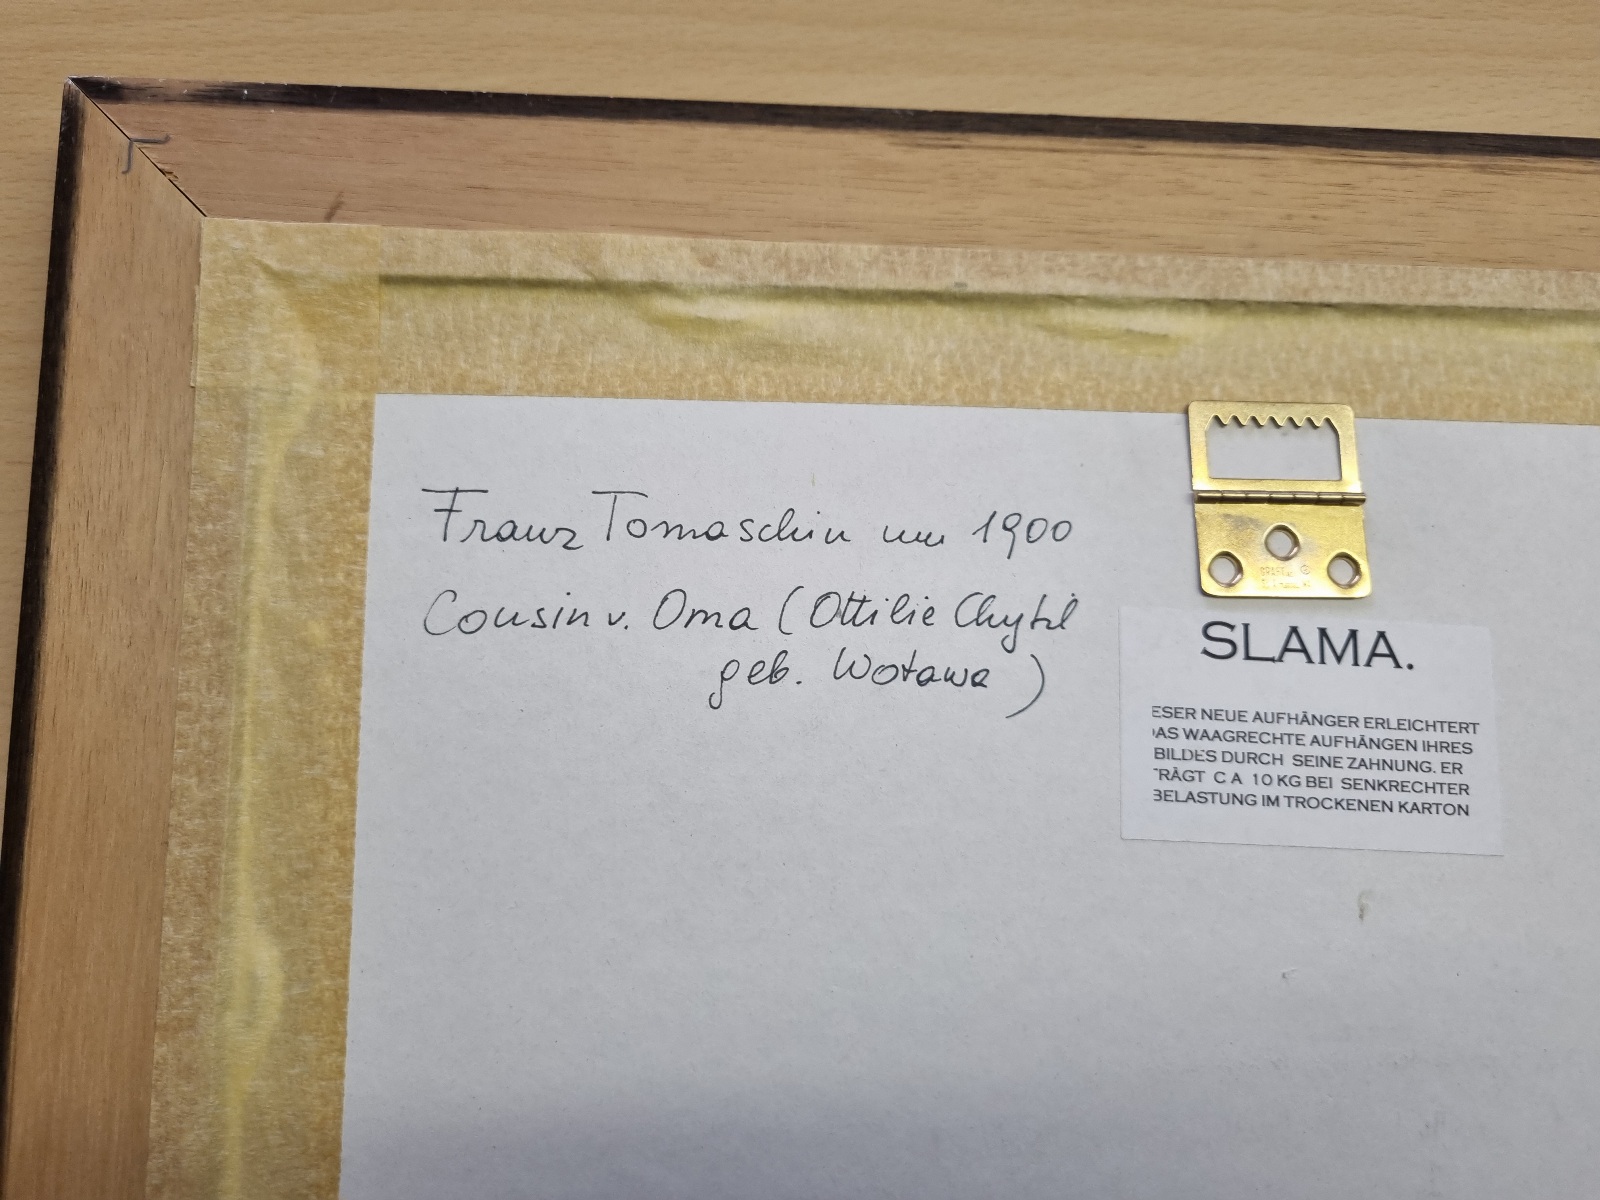 Franz Tomaschin um 1900
Cousin v. Oma (Ottilie Chytil
geb. Wotawa)
SLAMA.
ESER NEUE AUFHÄNGER ERLEICHTERT
AS WAAGRECHTE AUFHÄNGEN IHRES
BILDES DURCH SEINE ZAHNUNG. ER
TRÄGT CA 10 KG BEI SENKRECHTER
BELASTUNG IM TROCKENEN KARTON